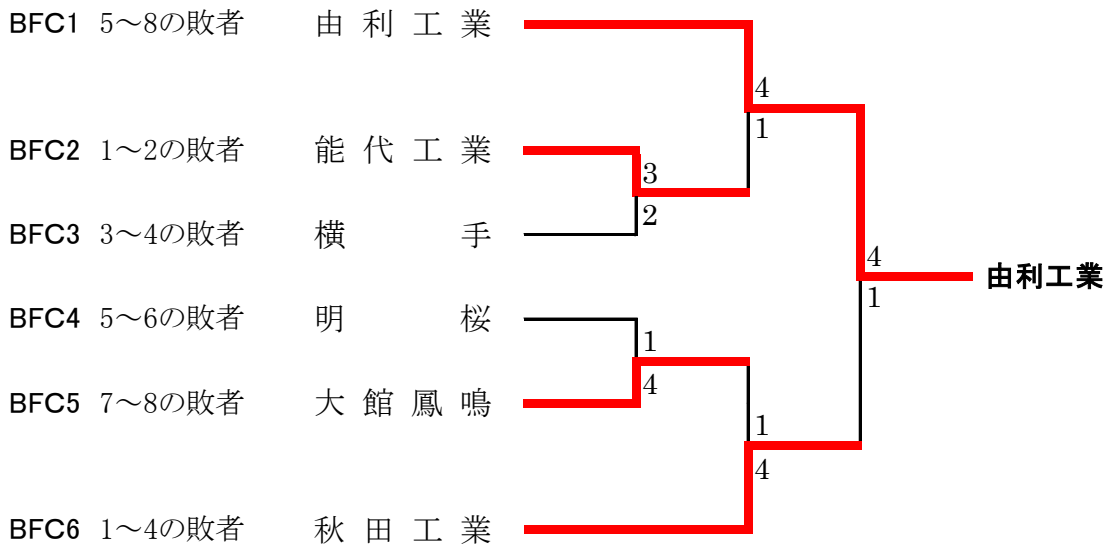 BFC1 5～8の敗者 由利工業
4
1
BFC2 1～2の敗者 能代工業
3
2
BFC3 3～4の敗者 横手
4
由利工業
1
BFC4 5～6の敗者 明桜
1
4
BFC5 7～8の敗者 大館鳳鳴
1
4
BFC6 1～4の敗者 秋田工業